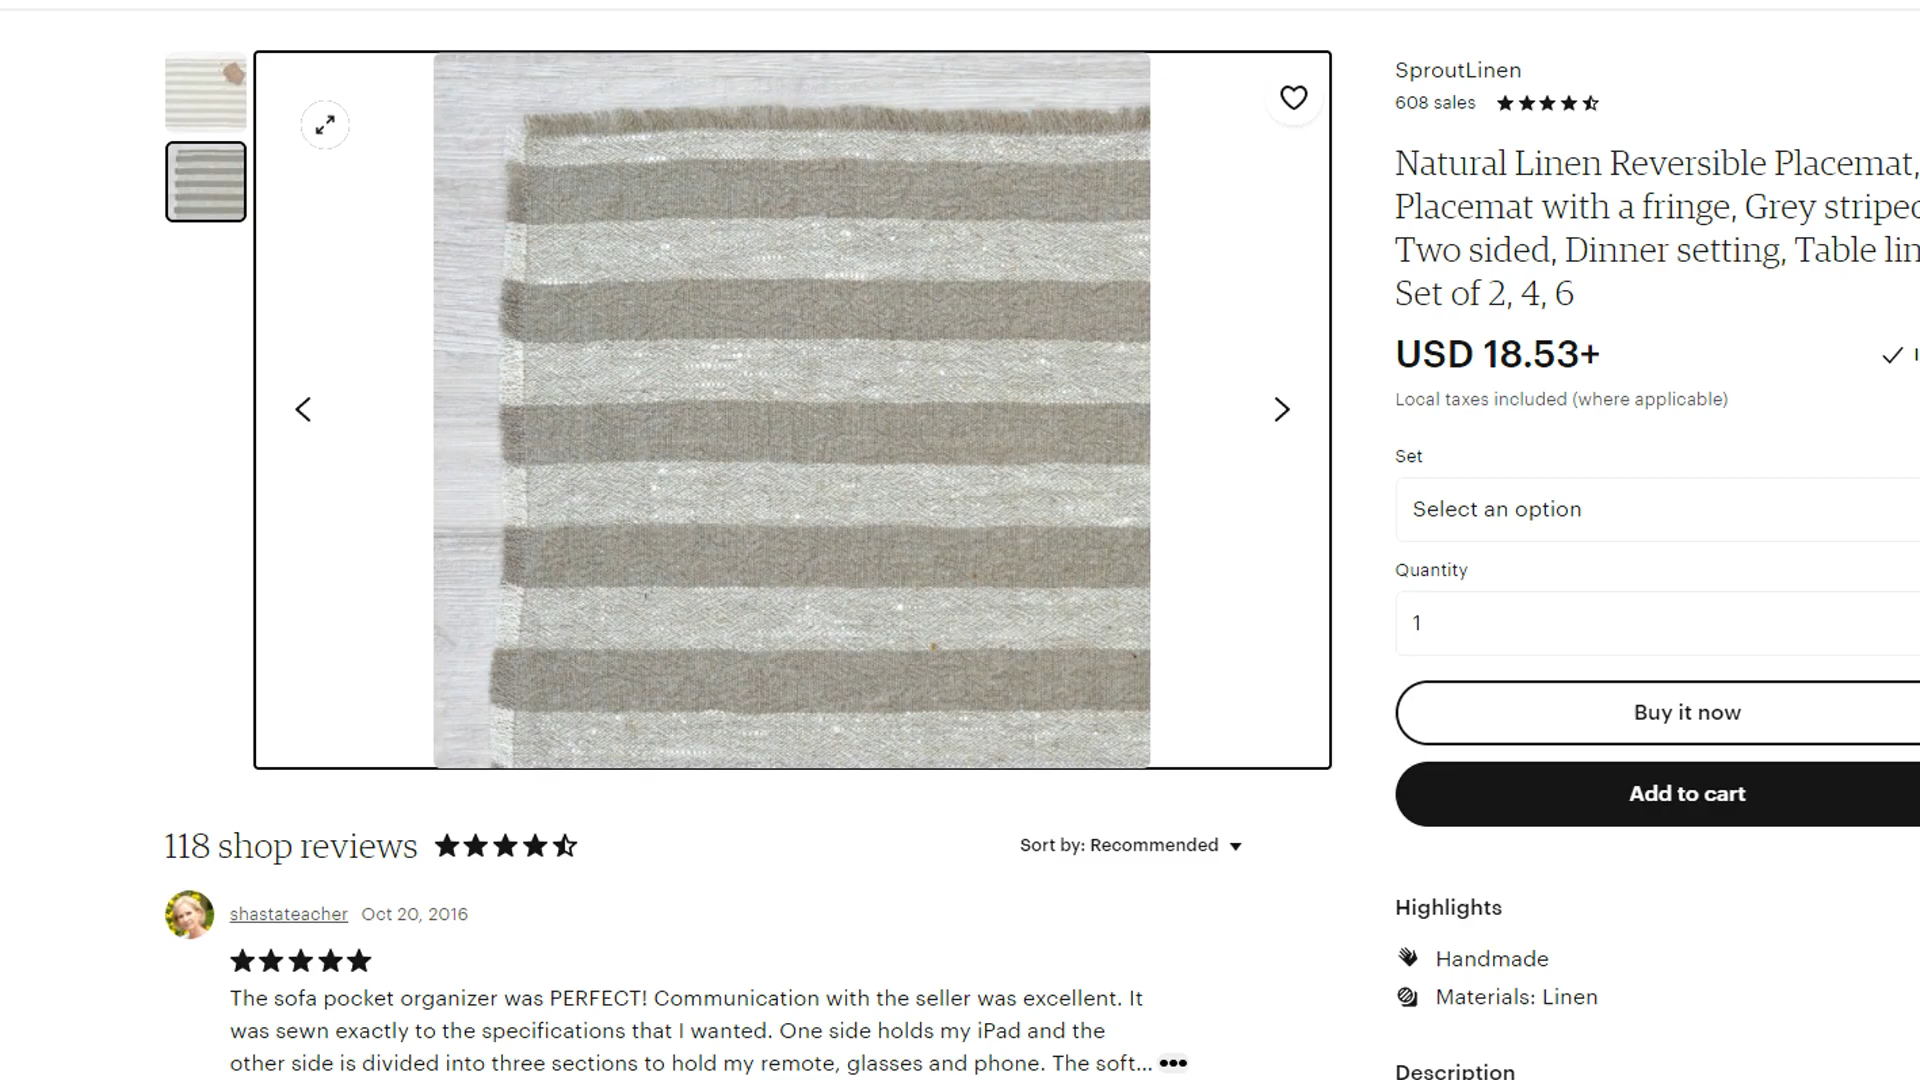 SproutLinen
608 sales
Natural Linen Reversible Placemat,
Placemat with a fringe, Grey striped
Two sided, Dinner setting, Table lin
Set of 2, 4, 6
USD 18.53+
Local taxes included (where applicable)
Set
Select an option
Quantity
1
Buy it now
Add to cart
118 shop reviews
Sort by: Recommended
shastateacher Oct 20, 2016
The sofa pocket organizer was PERFECT! Communication with the seller was excellent. It
was sewn exactly to the specifications that I wanted. One side holds my iPad and the
other side is divided into three sections to hold my remote, glasses and phone. The soft...
Highlights
Handmade
Materials: Linen
Description